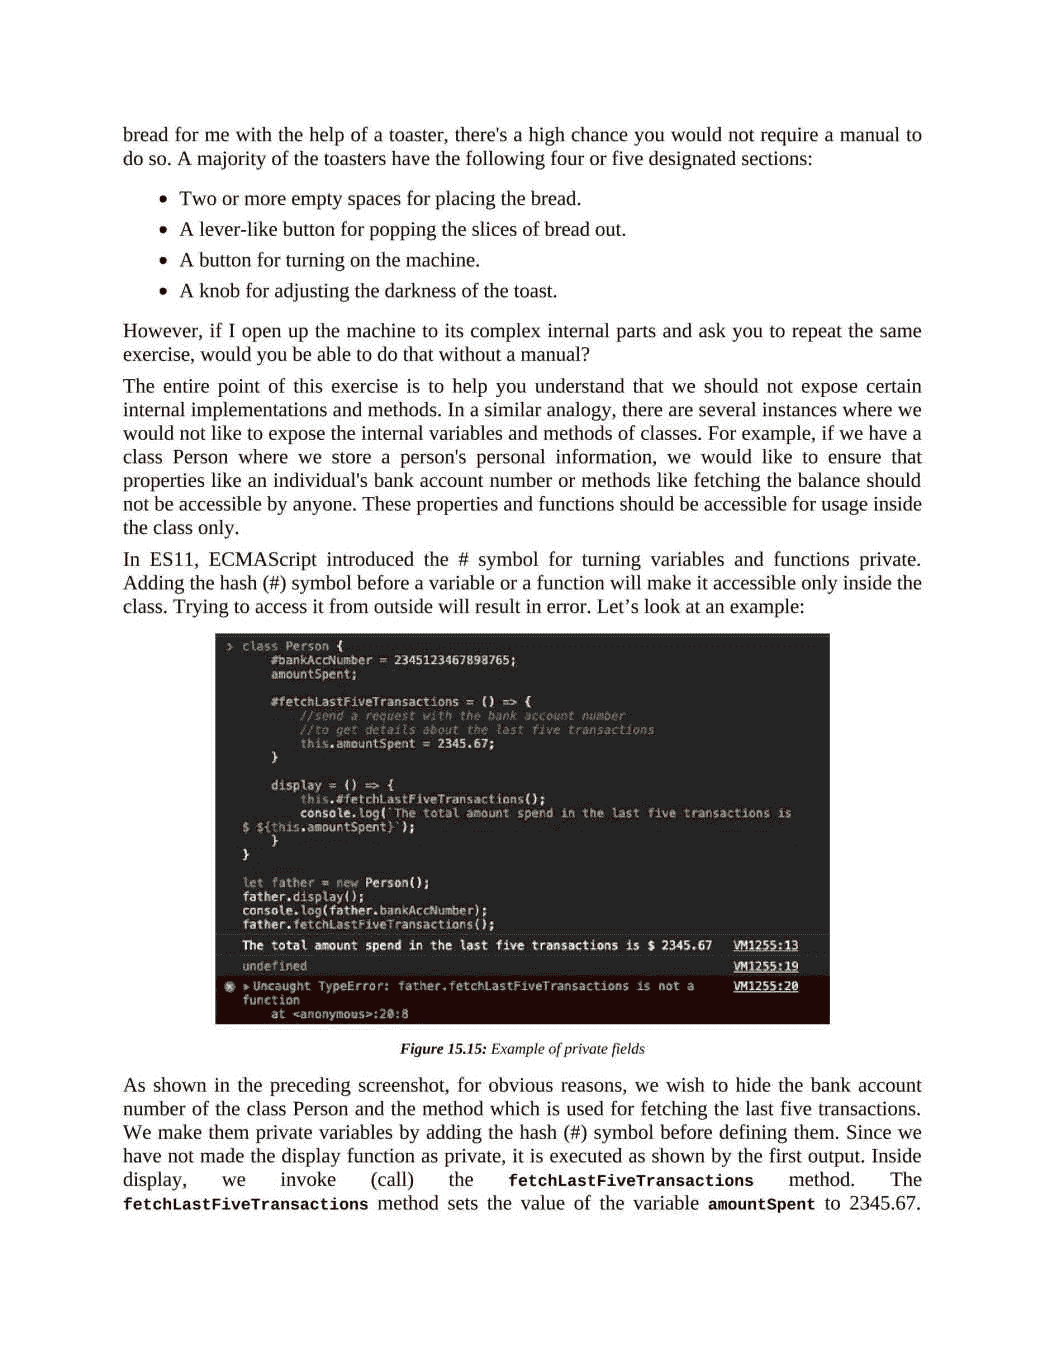 bread for me with the help of a toaster, there's a high chance you would not require a manual to
do so. A majority of the toasters have the following four or five designated sections:
• Two or more empty spaces for placing the bread.
• A lever-like button for popping the slices of bread out.
• A button for turning on the machine.
• A knob for adjusting the darkness of the toast.
However, if I open up the machine to its complex internal parts and ask you to repeat the same
exercise, would you be able to do that without a manual?
The entire point of this exercise is to help you understand that we should not expose certain
internal implementations and methods. In a similar analogy, there are several instances where we
would not like to expose the internal variables and methods of classes. For example, if we have a
class Person where we store a person's personal information, we would like to ensure that
properties like an individual's bank account number or methods like fetching the balance should
not be accessible by anyone. These properties and functions should be accessible for usage inside
the class only.
In ES11, ECMAScript introduced the # symbol for turning variables and functions private.
Adding the hash (#) symbol before a variable or a function will make it accessible only inside the
class. Trying to access it from outside will result in error. Let’s look at an example:
> class Person {
#bankAccNumber = 2345123467898765;
amountSpent;
#fetchLastFiveTransactions = () => {
//send a request with the bank account number
//to get details about the last five transactions
this.amountSpent = 2345.67;
}
display = () => {
this.#fetchLastFiveTransactions();
console.log(`The total amount spend in the last five transactions is
$ ${this.amountSpent}`);
}
}
let father = new Person();
father.display();
console.log(father.bankAccNumber);
father.fetchLastFiveTransactions();
The total amount spend in the last five transactions is $ 2345.67 VM1255:13
undefined VM1255:19
▸ Uncaught TypeError: father.fetchLastFiveTransactions is not a VM1255:20
function
at <anonymous>:20:8
Figure 15.15: Example of private fields
As shown in the preceding screenshot, for obvious reasons, we wish to hide the bank account
number of the class Person and the method which is used for fetching the last five transactions.
We make them private variables by adding the hash (#) symbol before defining them. Since we
have not made the display function as private, it is executed as shown by the first output. Inside
display, we invoke (call) the fetchLastFiveTransactions method. The
fetchLastFiveTransactions method sets the value of the variable amountSpent to 2345.67.